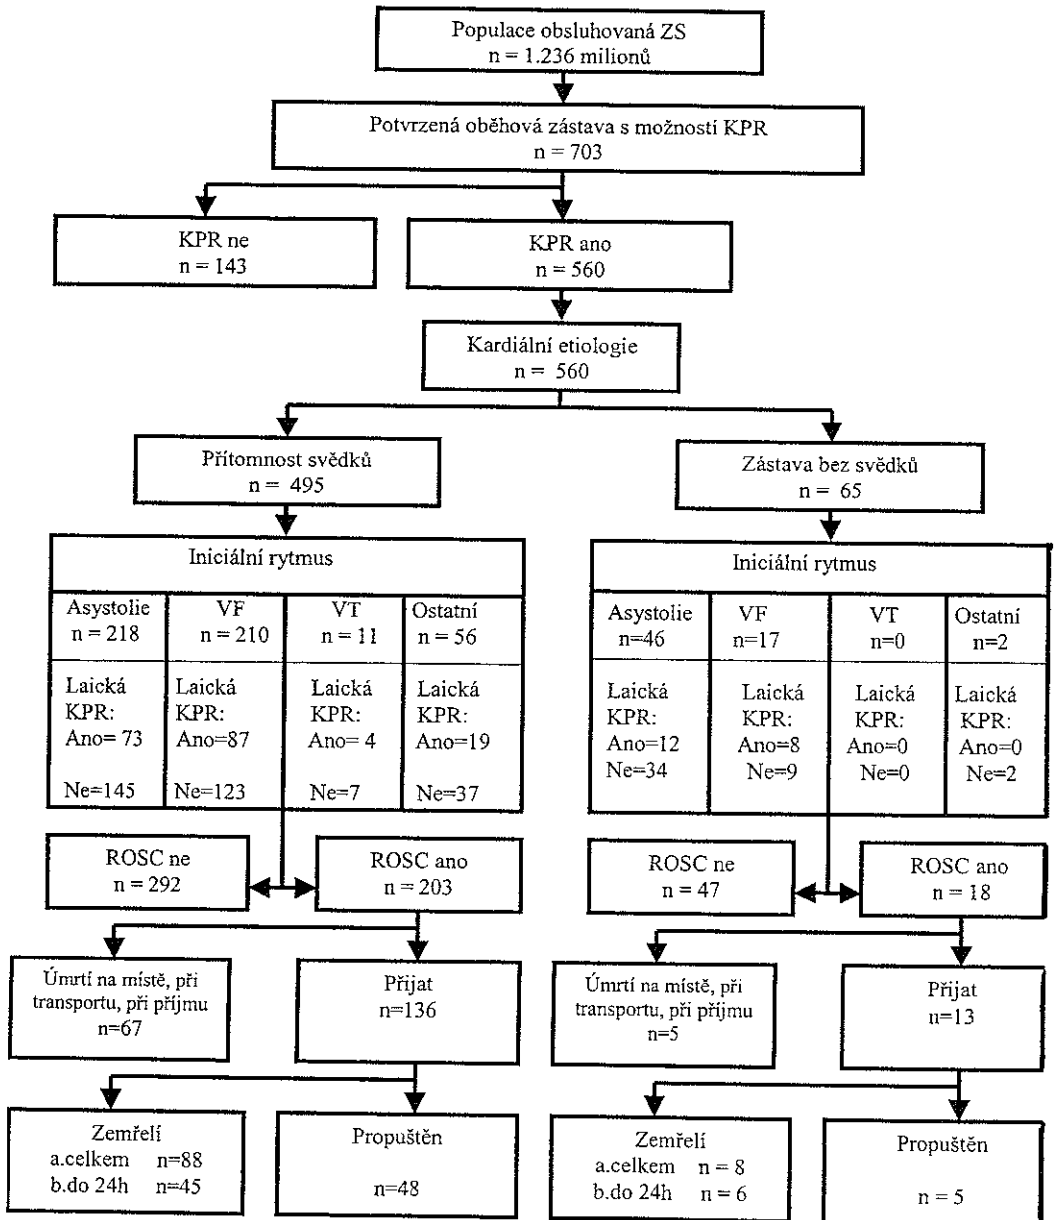 Populace obsluhovaná ZS
n = 1.236 milionů
Potvrzená oběhová zástava s možností KPR
n = 703
KPR ne
n = 143
KPR ano
n = 560
Kardiální etiologie
n = 560
Přítomnost svědků
n = 495
Zástava bez svědků
n = 65
Iniciální rytmus
Asystolie
n = 218
VF
n = 210
VT
n = 11
Ostatní
n = 56
Laická
KPR:
Ano= 73
Ne=145
Laická
KPR:
Ano=87
Ne=123
Laická
KPR:
Ano= 4
Ne=7
Laická
KPR:
Ano=19
Ne=37
Iniciální rytmus
Asystolie
n=46
VF
n=17
VT
n=0
Ostatní
n=2
Laická
KPR:
Ano=12
Ne=34
Laická
KPR:
Ano=8
Ne=9
Laická
KPR:
Ano=0
Ne=0
Laická
KPR:
Ano=0
Ne=2
ROSC ne
n = 292
ROSC ano
n = 203
ROSC ne
n = 47
ROSC ano
n = 18
Úmrtí na místě, při
transportu, při příjmu
n=67
Přijat
n=136
Úmrtí na místě, při
transportu, při příjmu
n=5
Přijat
n=13
Zemřelí
a.celkem n=88
b.do 24h n=45
Propuštěn
n=48
Zemřelí
a.celkem n = 8
b.do 24h n = 6
Propuštěn
n = 5